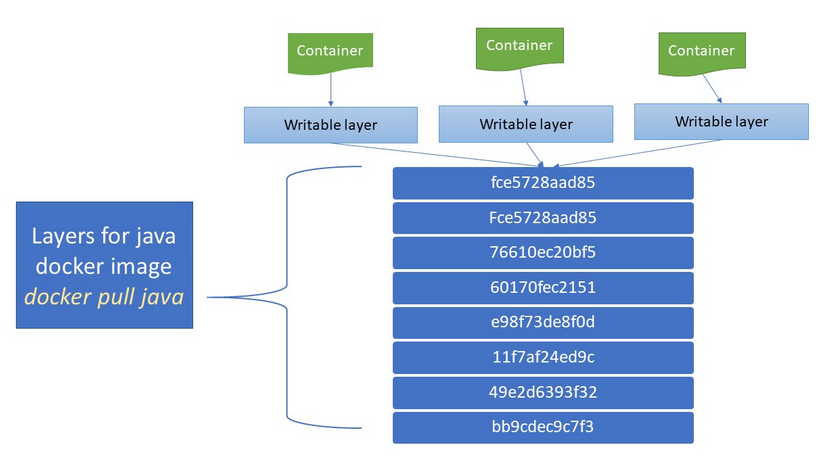 Container
Container
Container
Writable layer
Writable layer
Writable layer
Layers for java
docker image
docker pull java
fce5728aad85
Fce5728aad85
76610ec20bf5
60170fec2151
e98f73de8f0d
11f7af24ed9c
49e2d6393f32
bb9cdec9c7f3